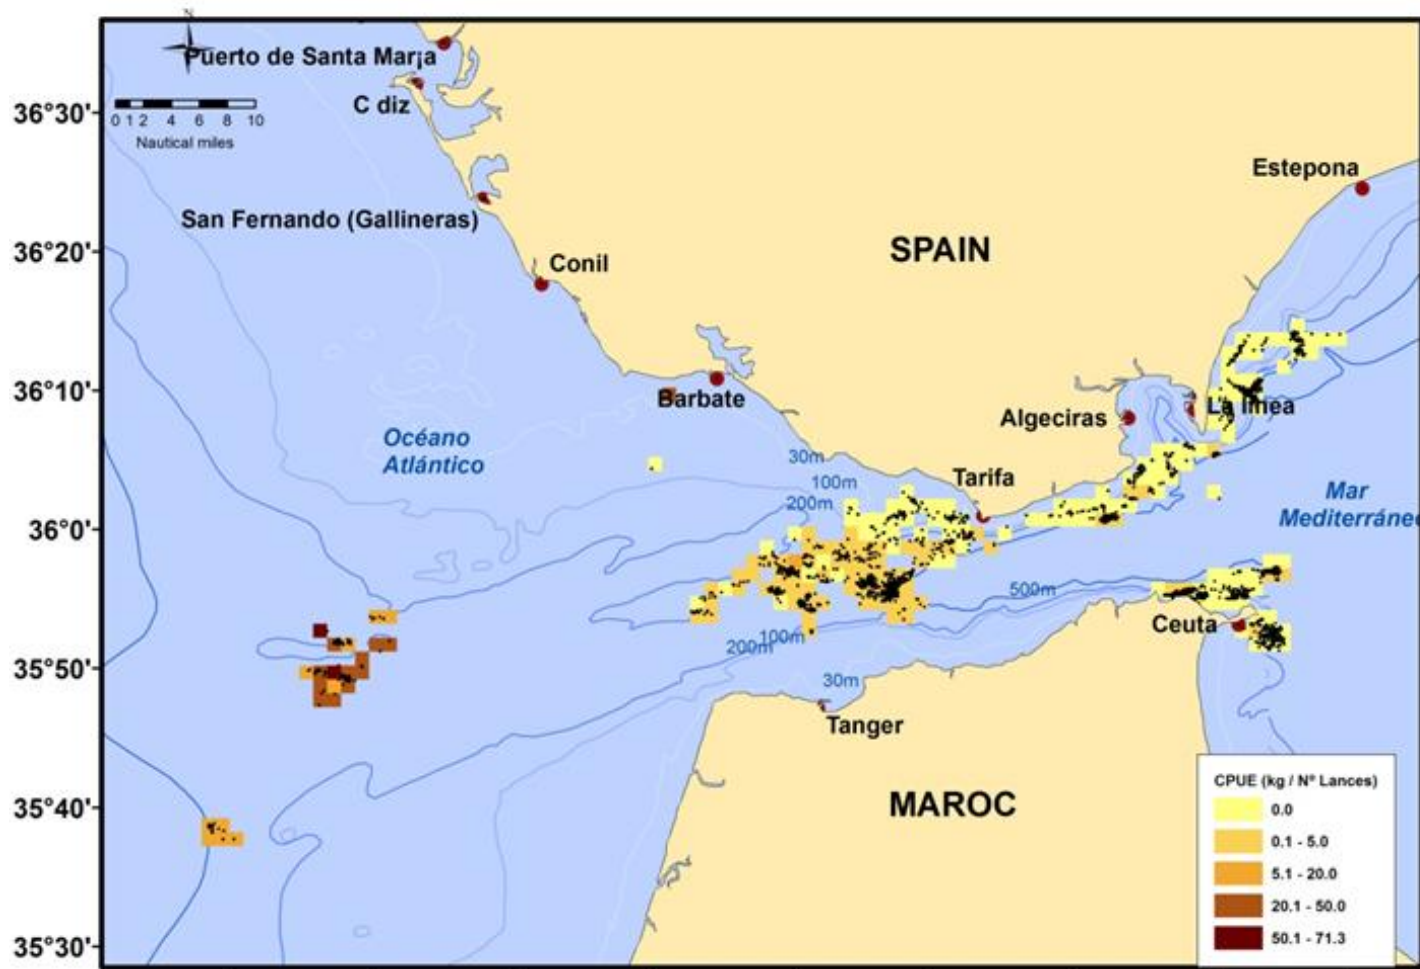 N
Puerto de Santa Mar¡a
C diz
36°30'
0 1 2 4 6 8 10
Nautical miles
Estepona
San Fernando (Gallineras)
36°20'
SPAIN
Conil
36°10'
Barbate
La línea
Algeciras
Océano
Atlántico
30m
100m
Tarifa
200m
Mar
Mediterráneo
36°0'
500m
Ceuta
100m
200m
35°50'
30m
Tanger
CPUE (kg / Nº Lances)
0.0
35°40'
MAROC
0.1 - 5.0
5.1 - 20.0
20.1 - 50.0
50.1 - 71.3
35°30'